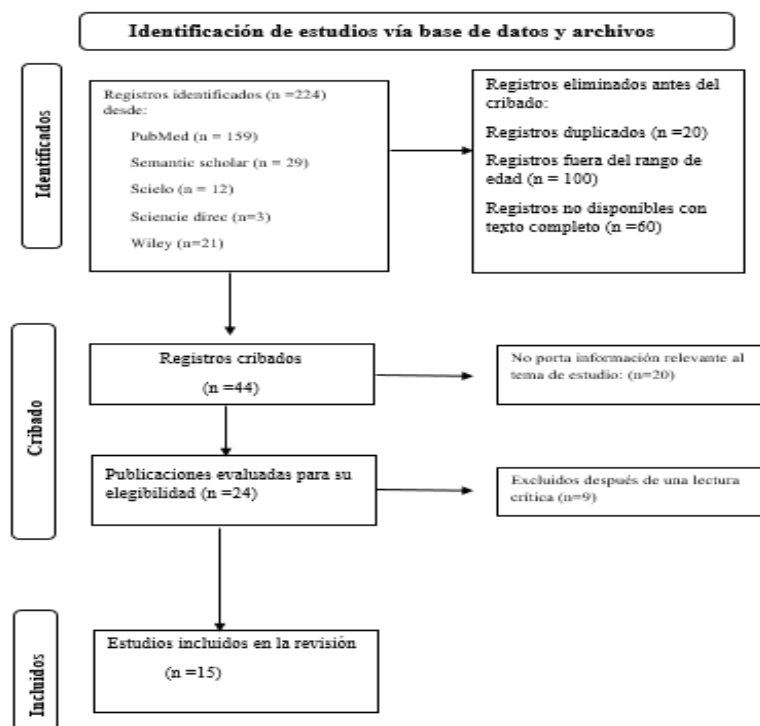 Identificación de estudios vía base de datos y archivos
Identificados
Registros identificados (n =224)
desde:
PubMed (n = 159)
Semantic scholar (n = 29)
Scielo (n = 12)
Sciencie direc (n=3)
Wiley (n=21)
Registros eliminados antes del
cribado:
Registros duplicados (n =20)
Registros fuera del rango de
edad (n = 100)
Registros no disponibles con
texto completo (n =60)
Cribado
Registros cribados
(n =44)
No porta información relevante al
tema de estudio: (n=20)
Publicaciones evaluadas para su
elegibilidad (n =24)
Excluidos después de una lectura
crítica (n=9)
Incluidos
Estudios incluidos en la revisión
(n =15)